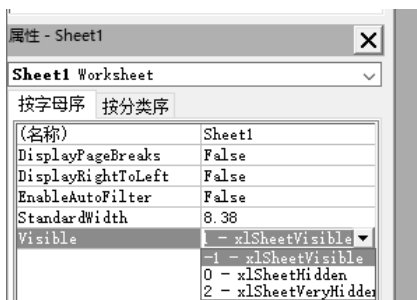 属性 - Sheet1
Sheet1 Worksheet
按字母序 按分类序
(名称) Sheet1
DisplayPageBreaks False
DisplayRightToLeft False
EnableAutoFilter False
StandardWidth 8.38
Visible - xlSheetVisible
-1 - xlSheetVisible
0 - xlSheetHidden
2 - xlSheetVeryHidden